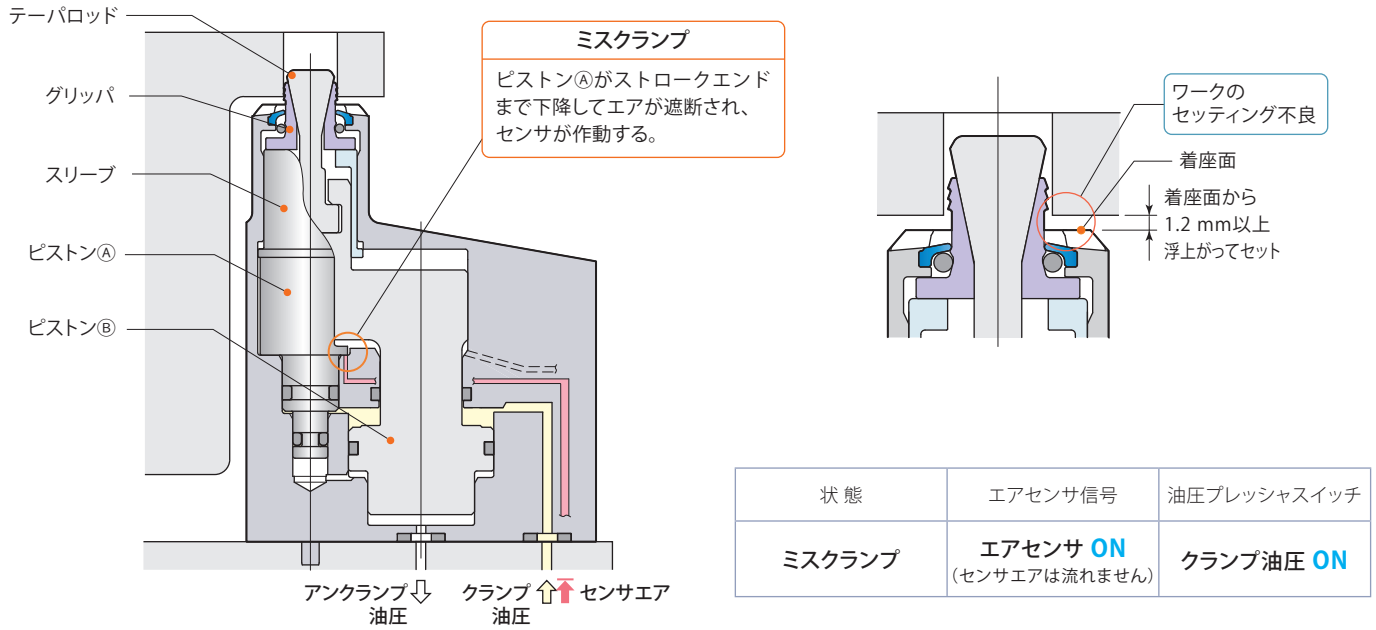 テーパロッド
グリッパ
スリーブ
ピストンⒶ
ピストンⒷ
ミスクランプ
ピストンⒶがストロークエンド
まで下降してエアが遮断され、
センサが作動する。
アンクランプ
油圧
クランプ
油圧
センサエア
ワークの
セッティング不良
着座面
着座面から
1.2 mm以上
浮上がってセット
状 態 エアセンサ信号 油圧プレッシャスイッチ
ミスクランプ エアセンサ ON クランプ油圧 ON
(センサエアは流れません)